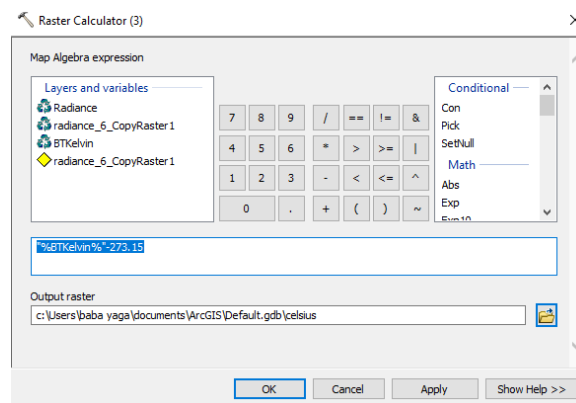 Raster Calculator (3)
Map Algebra expression
Layers and variables
Radiance
radiance_6_CopyRaster1
BTKelvin
radiance_6_CopyRaster1
7 8 9 / == != &
4 5 6 * > >= |
1 2 3 - < <= ^
0 . + ( ) ~
Conditional
Con
Pick
SetNull
Math
Abs
Exp
Exp10
"%BTKelvin%"-273.15
Output raster
c:\Users\baba yaga\documents\ArcGIS\Default.gdb\celsius
OK Cancel Apply Show Help >>